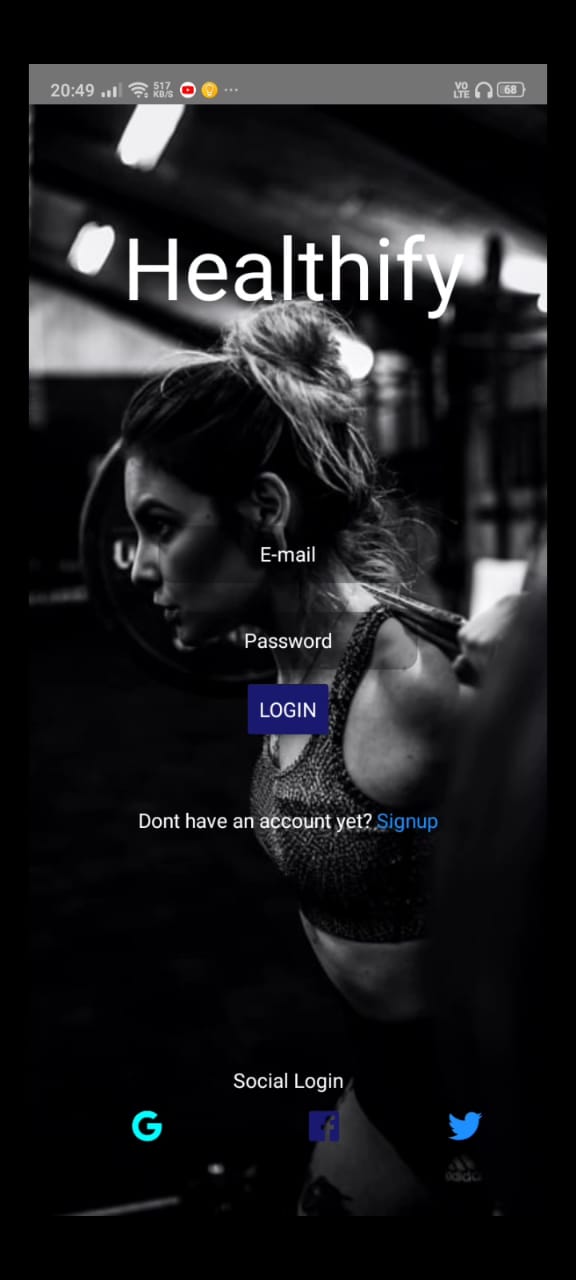 20:49 517 KB/S VO LTE 68
Healthify
E-mail
Password
LOGIN
Dont have an account yet? Signup
Social Login
adidas